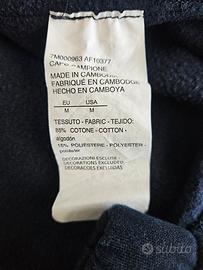 7M000963 AF10377
CAPO CAMPIONE
MADE IN CAMBODIA
FABRIQUÉ EN CAMBODGE
HECHO EN CAMBOYA
EU USA
M M
TESSUTO - FABRIC - TEJIDO:
85% COTONE - COTTON -
algodón
15% POLIESTERE - POLYESTER -
poliéster
DECORAZIONI ESCLUSE
DECORATIONS EXCLUDED
DECORACIONES EXCLUIDAS
subito